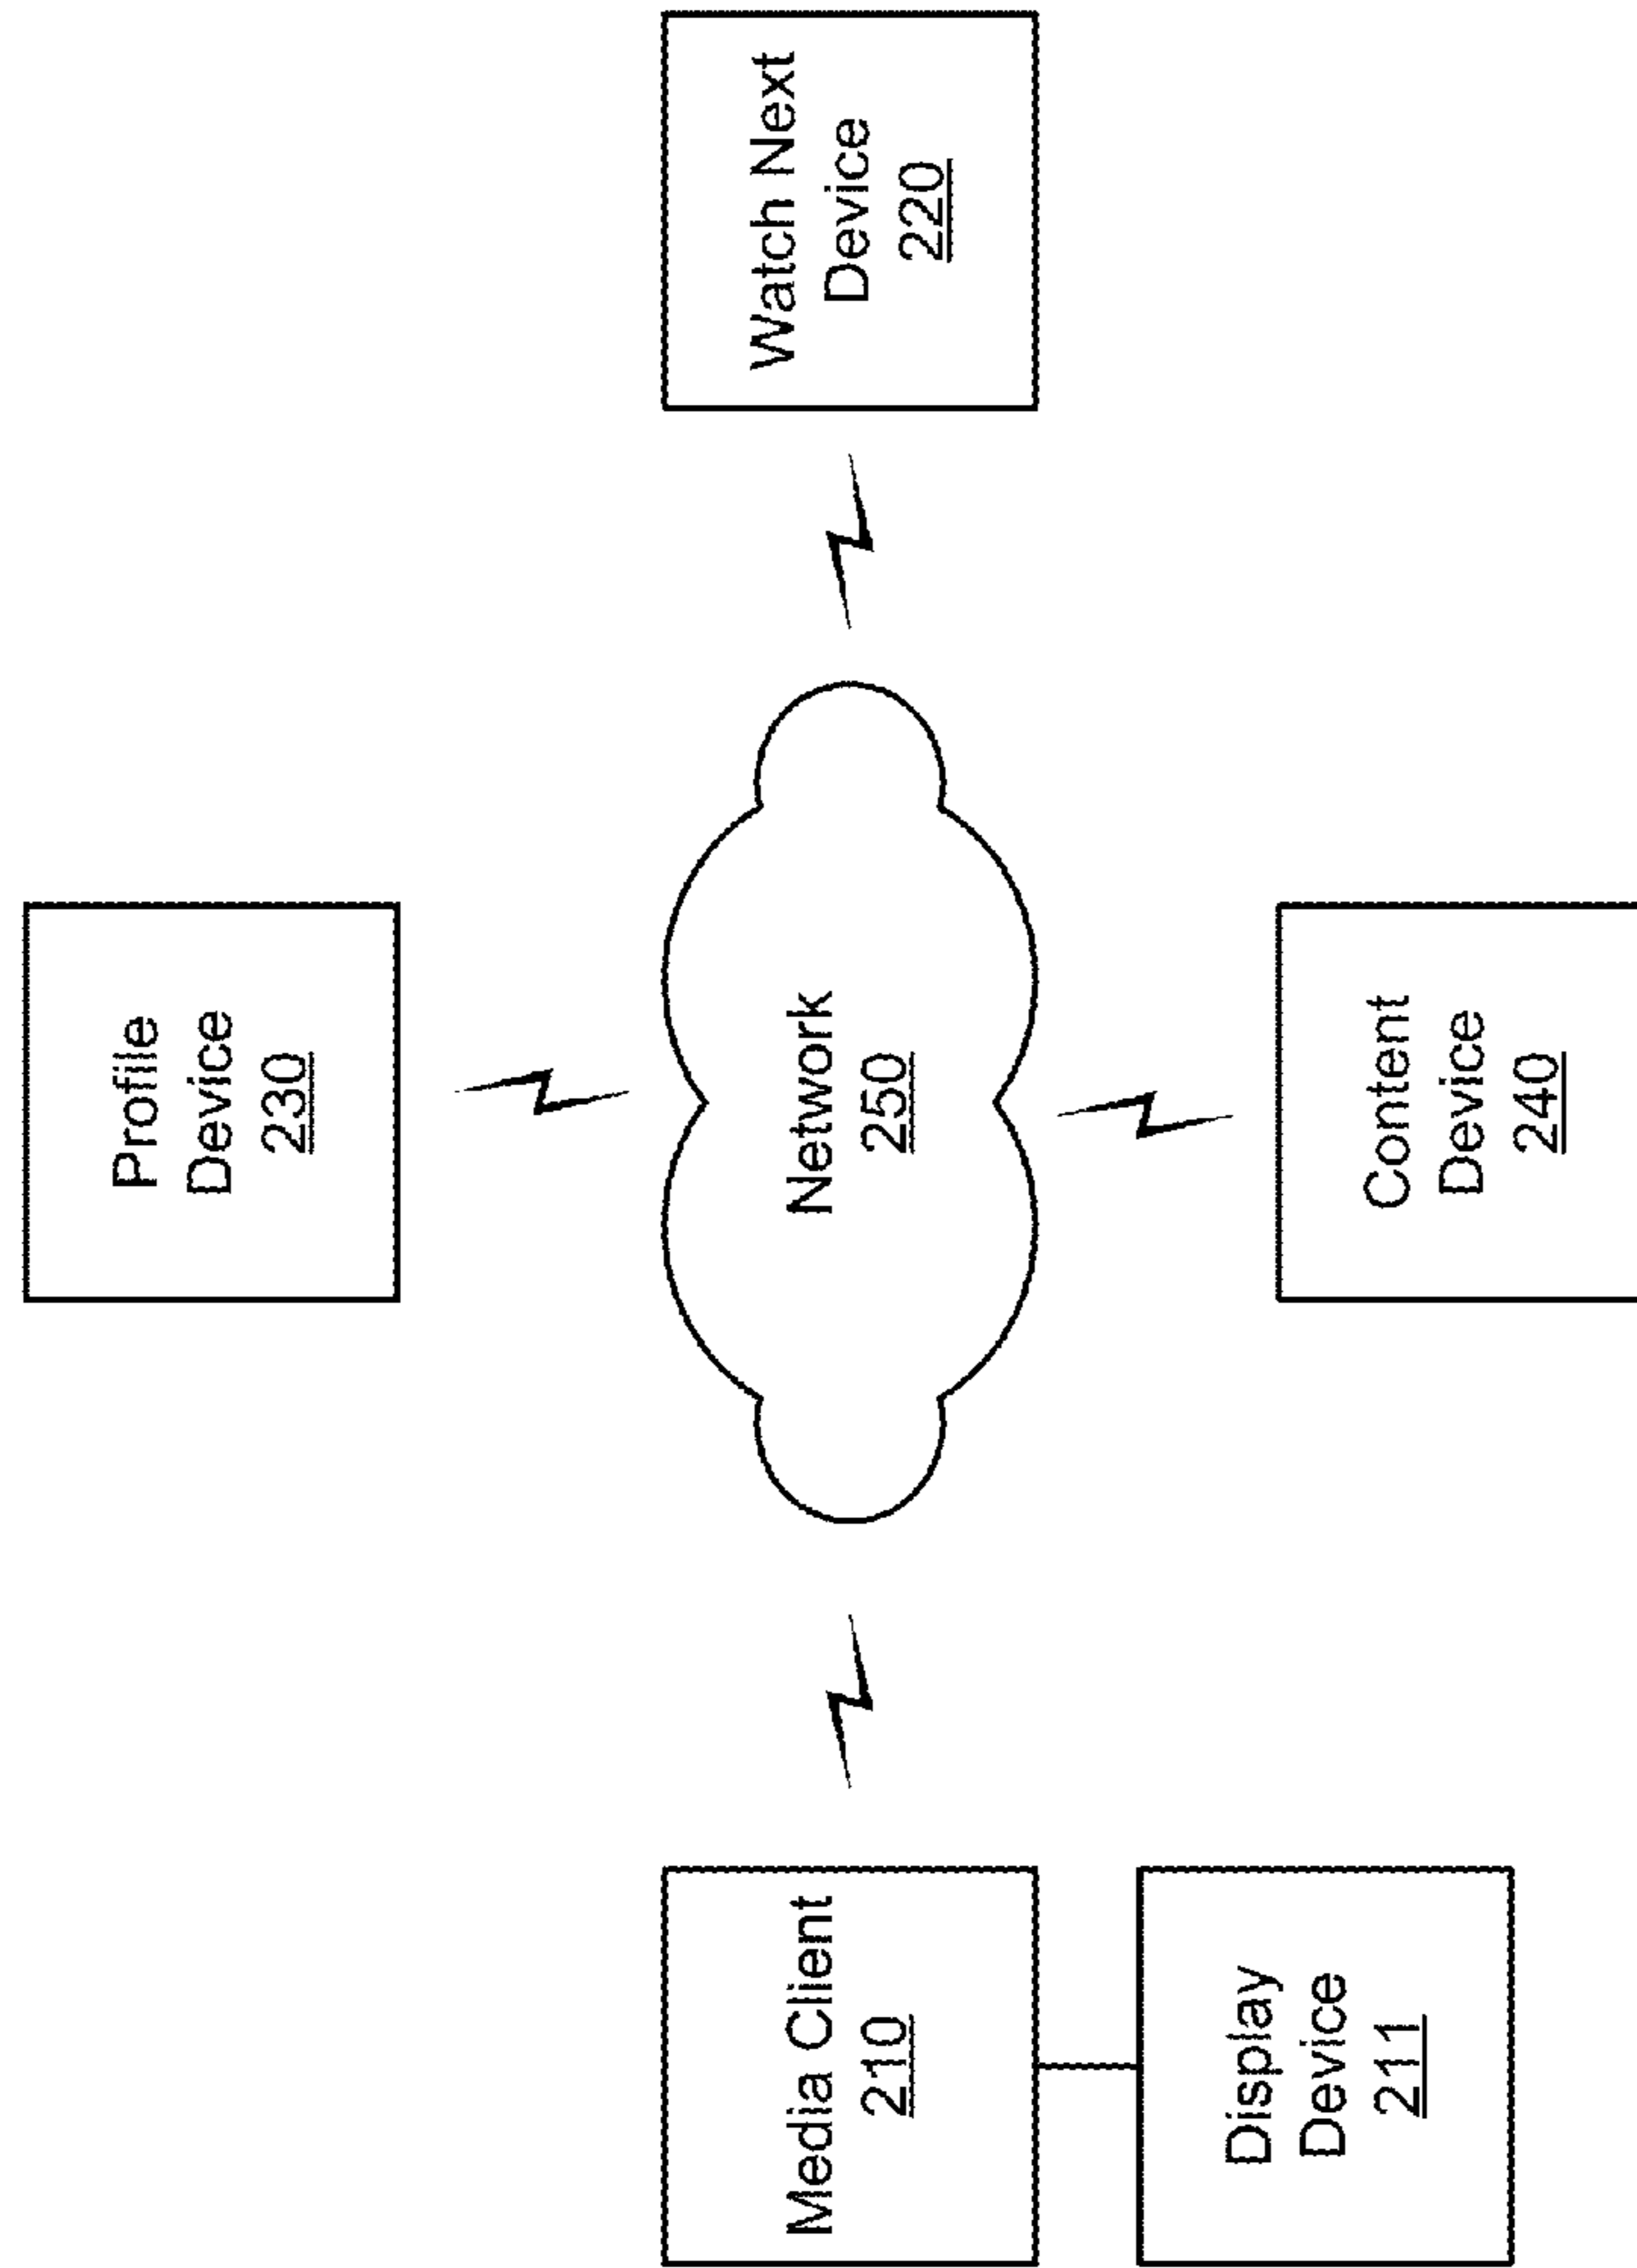 Profile
Device
230
Media Client
210
Network
250
Watch Next
Device
220
Display
Device
211
Content
Device
240